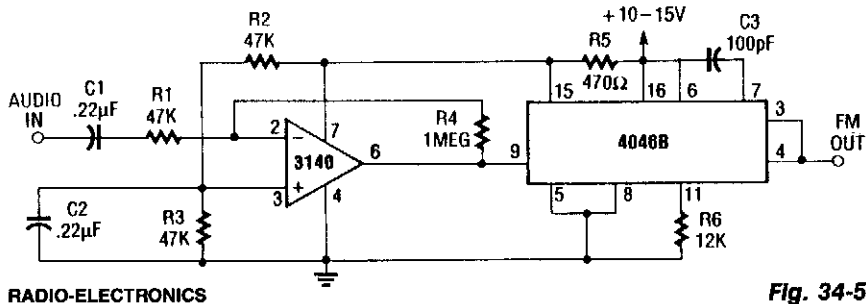 R2
47K
+10-15V
C3
100pF
R5
470Ω
C1
.22µF
R1
47K
AUDIO
IN
15
16
6
7
R4
1MEG
2
−
7
3140
6
9
4046B
3
4
FM
OUT
+
3
4
5
8
11
C2
.22µF
R3
47K
R6
12K
RADIO-ELECTRONICS
Fig. 34-5